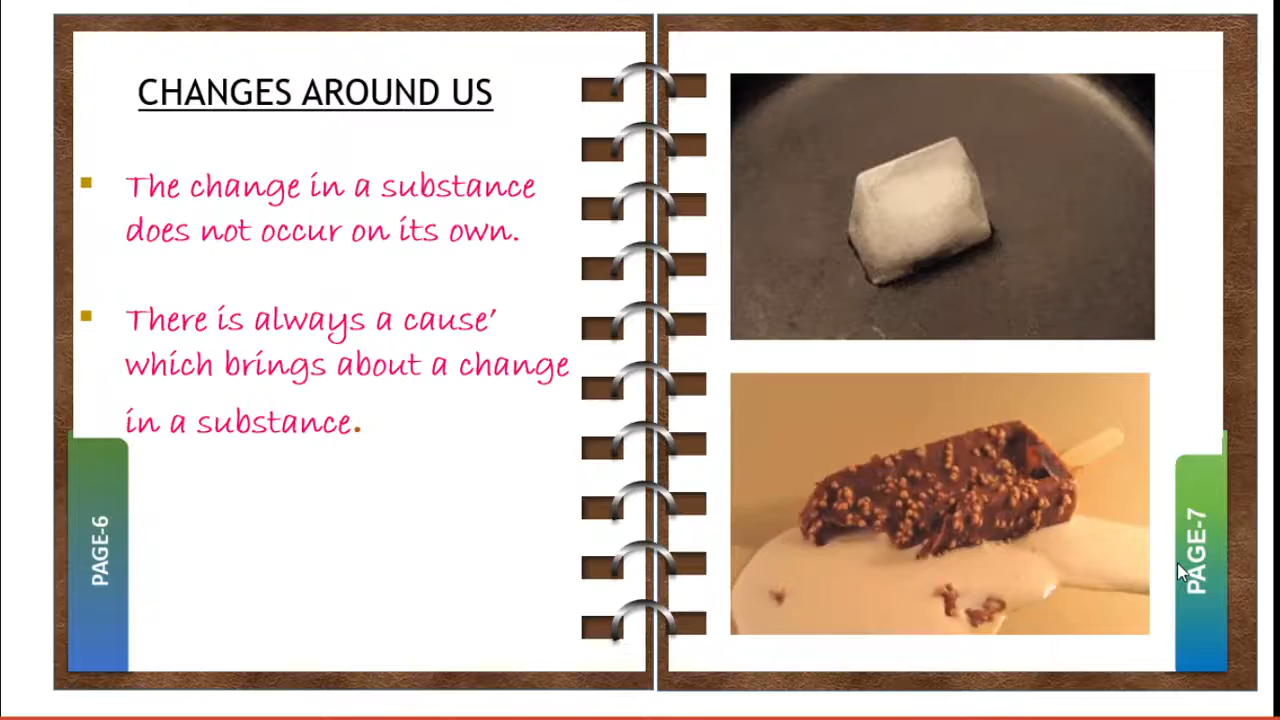 CHANGES AROUND US
The change in a substance
does not occur on its own.
There is always a cause’
which brings about a change
in a substance.
PAGE-6
PAGE-7